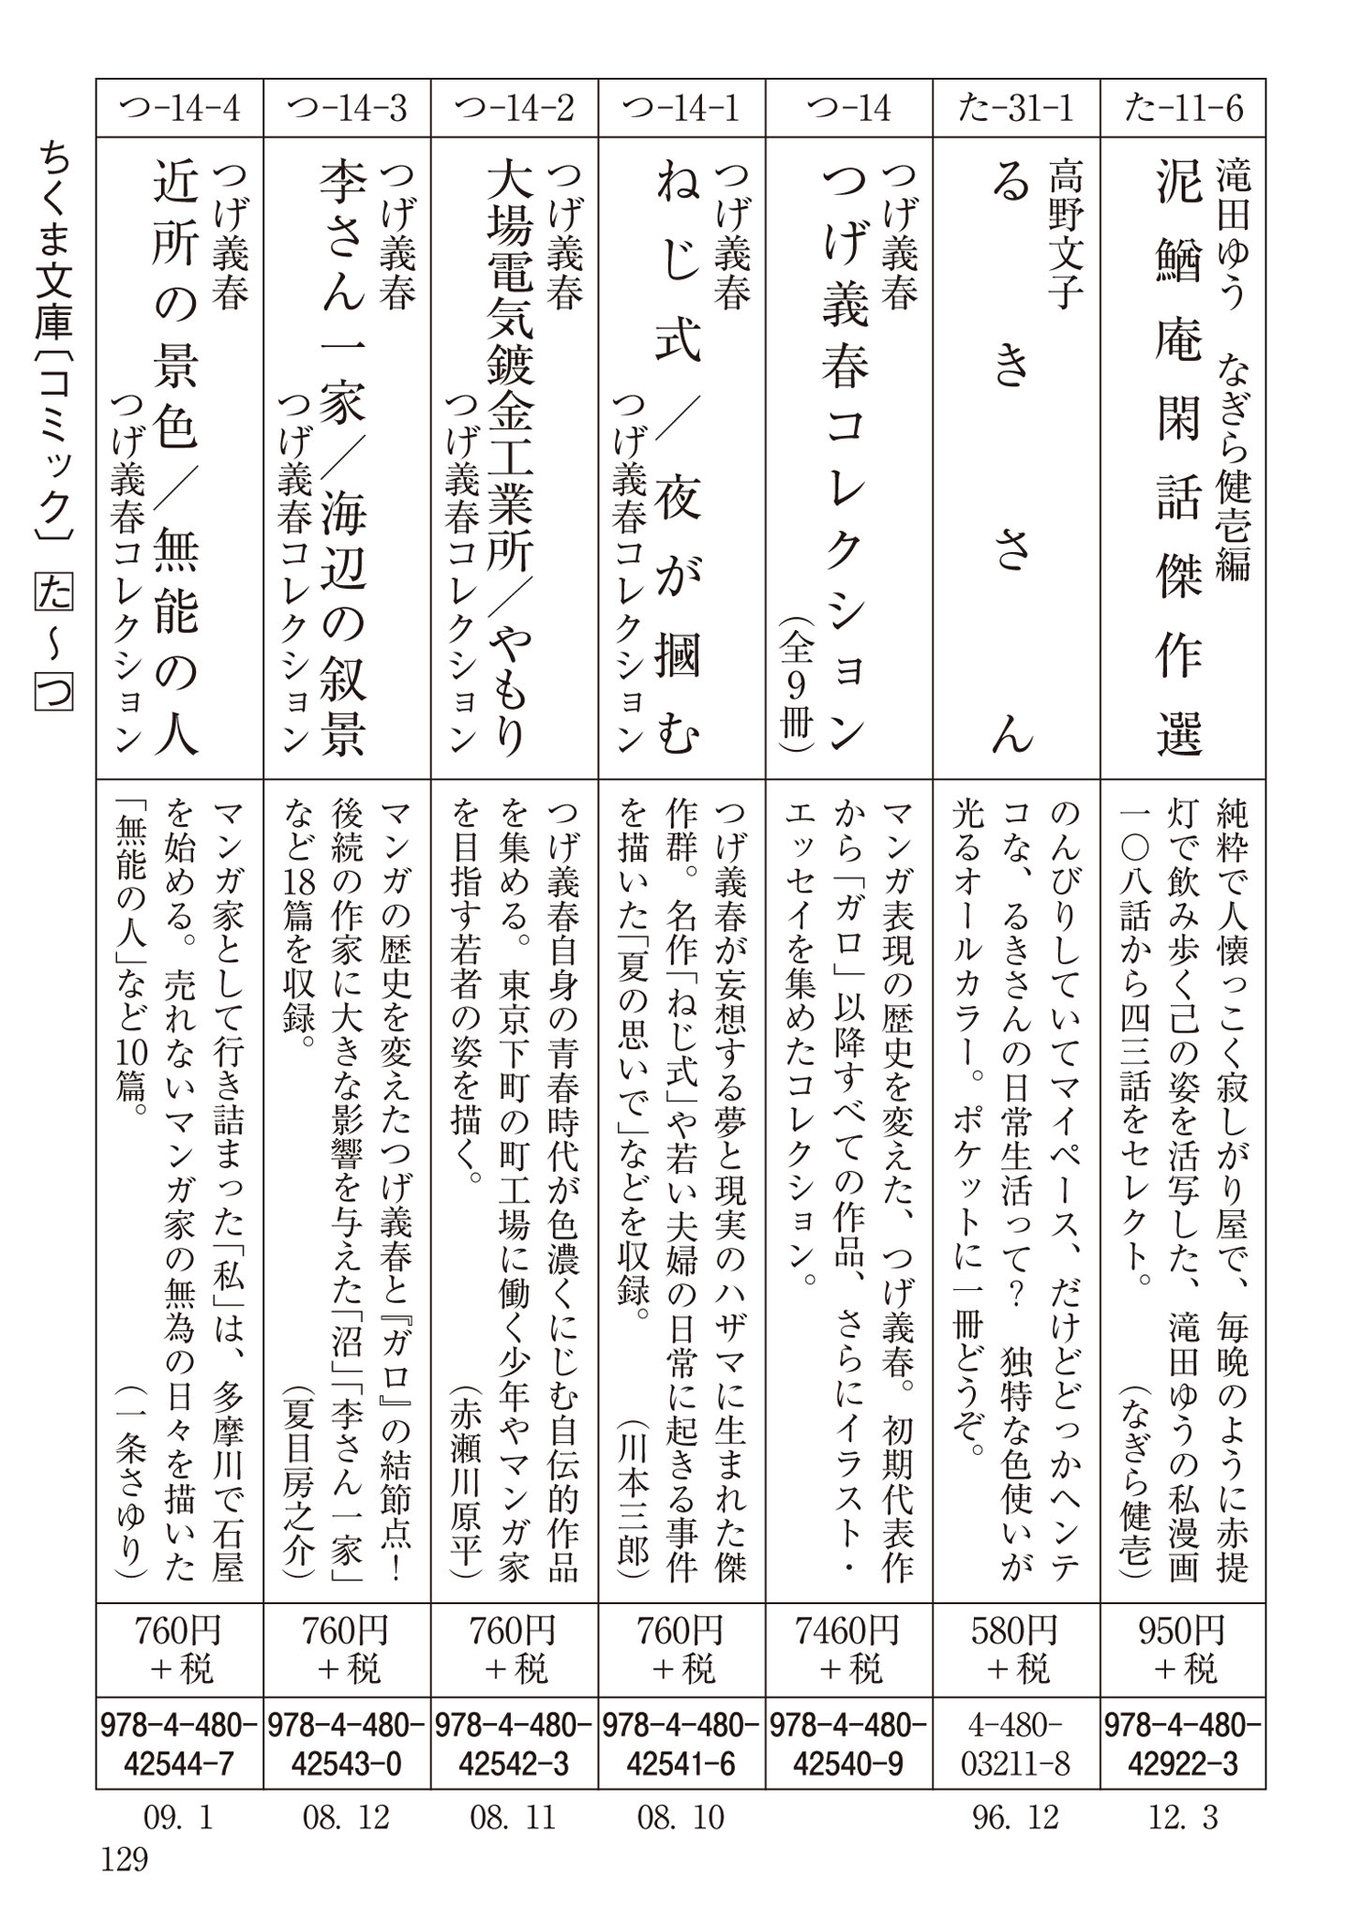 た-11-6
滝田ゆう　なぎら健壱編
泥鰌庵閑話傑作選
純粋で人懐っこく寂しがり屋で、毎晩のように赤提
灯で飲み歩く己の姿を活写した、滝田ゆうの私漫画
一〇八話から四三話をセレクト。
（なぎら健壱）
950円
＋税
978-4-480-
42922-3
12. 3
た-31-1
高野文子
るきさん
のんびりしていてマイペース、だけどどっかヘンテ
コな、るきさんの日常生活って？　独特な色使いが
光るオールカラー。ポケットに一冊どうぞ。
580円
＋税
4-480-
03211-8
96. 12
つ-14
つげ義春
つげ義春コレクション
（全9冊）
マンガ表現の歴史を変えた、つげ義春。初期代表作
から「ガロ」以降すべての作品、さらにイラスト・
エッセイを集めたコレクション。
7460円
＋税
978-4-480-
42540-9
つ-14-1
つげ義春
ねじ式／夜が摑む
つげ義春コレクション
つげ義春が妄想する夢と現実のハザマに生まれた傑
作群。名作「ねじ式」や若い夫婦の日常に起きる事件
を描いた「夏の思いで」などを収録。
（川本三郎）
760円
＋税
978-4-480-
42541-6
08. 10
つ-14-2
つげ義春
大場電気鍍金工業所／やもり
つげ義春コレクション
つげ義春自身の青春時代が色濃くにじむ自伝的作品
を集める。東京下町の町工場に働く少年やマンガ家
を目指す若者の姿を描く。
（赤瀬川原平）
760円
＋税
978-4-480-
42542-3
08. 11
つ-14-3
つげ義春
李さん一家／海辺の叙景
つげ義春コレクション
マンガの歴史を変えたつげ義春と『ガロ』の結節点！
後続の作家に大きな影響を与えた「沼」「李さん一家」
など18篇を収録。
（夏目房之介）
760円
＋税
978-4-480-
42543-0
08. 12
つ-14-4
つげ義春
近所の景色／無能の人
つげ義春コレクション
マンガ家として行き詰まった「私」は、多摩川で石屋
を始める。売れないマンガ家の無為の日々を描いた
「無能の人」など10篇。
（一条さゆり）
760円
＋税
978-4-480-
42544-7
09. 1
ちくま文庫〔コミック〕 た～つ
129